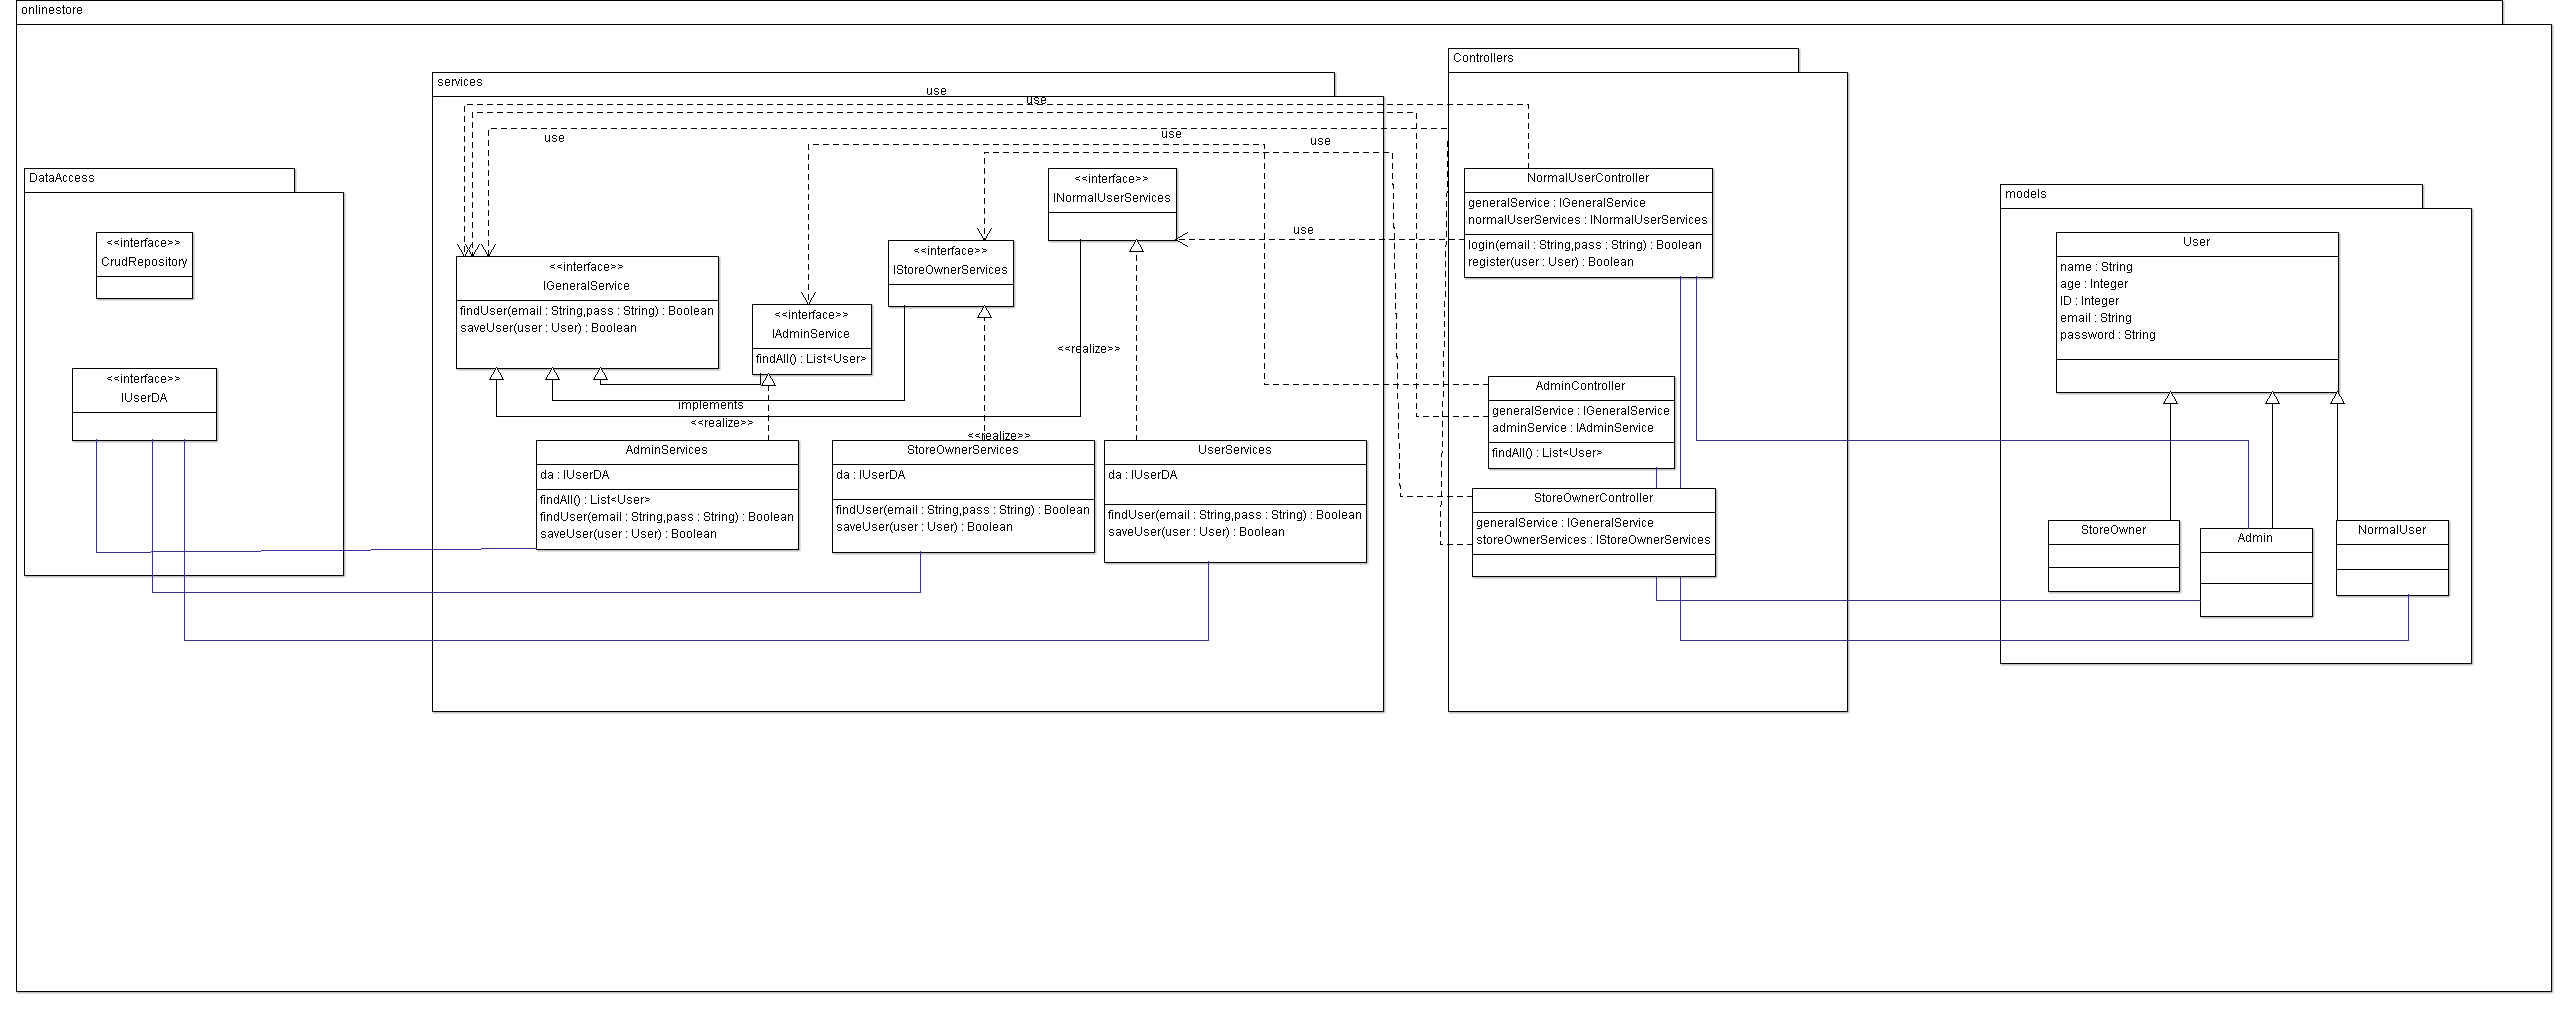 onlinestore
DataAccess
<<interface>>
CrudRepository
<<interface>>
IUserDA
services
use
use
use
use
use
use
<<interface>>
IGeneralService
findUser(email : String,pass : String) : Boolean
saveUser(user : User) : Boolean
<<interface>>
IAdminService
findAll() : List<User>
<<interface>>
IStoreOwnerServices
<<interface>>
INormalUserServices
<<realize>>
implements
<<realize>>
<<realize>>
AdminServices
da : IUserDA
findAll() : List<User>
findUser(email : String,pass : String) : Boolean
saveUser(user : User) : Boolean
StoreOwnerServices
da : IUserDA
findUser(email : String,pass : String) : Boolean
saveUser(user : User) : Boolean
UserServices
da : IUserDA
findUser(email : String,pass : String) : Boolean
saveUser(user : User) : Boolean
Controllers
NormalUserController
generalService : IGeneralService
normalUserServices : INormalUserServices
login(email : String,pass : String) : Boolean
register(user : User) : Boolean
AdminController
generalService : IGeneralService
adminService : IAdminService
findAll() : List<User>
StoreOwnerController
generalService : IGeneralService
storeOwnerServices : IStoreOwnerServices
models
User
name : String
age : Integer
ID : Integer
email : String
password : String
StoreOwner
Admin
NormalUser